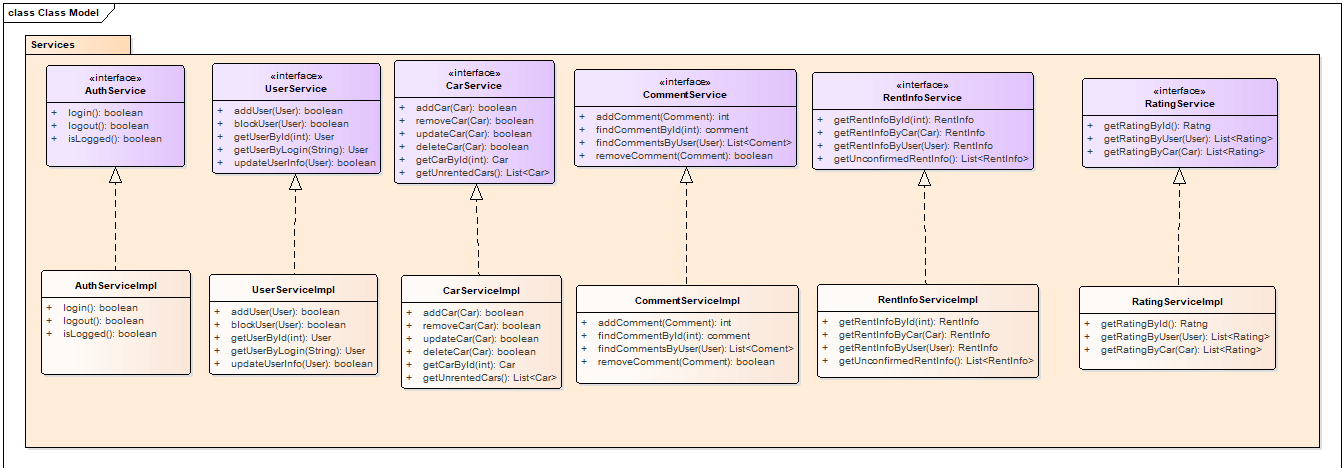 class Class Model
Services
«interface»
AuthService
+ login(): boolean
+ logout(): boolean
+ isLogged(): boolean
«interface»
UserService
+ addUser(User): boolean
+ blockUser(User): boolean
+ getUserById(int): User
+ getUserByLogin(String): User
+ updateUserInfo(User): boolean
«interface»
CarService
+ addCar(Car): boolean
+ removeCar(Car): boolean
+ updateCar(Car): boolean
+ deleteCar(Car): boolean
+ getCarById(int): Car
+ getUnrentedCars(): List<Car>
«interface»
CommentService
+ addComment(Comment): int
+ findCommentById(int): comment
+ findCommentsByUser(User): List<Coment>
+ removeComment(Comment): boolean
«interface»
RentInfoService
+ getRentInfoById(int): RentInfo
+ getRentInfoByCar(Car): RentInfo
+ getRentInfoByUser(User): RentInfo
+ getUnconfirmedRentInfo(): List<RentInfo>
«interface»
RatingService
+ getRatingById(): Ratng
+ getRatingByUser(User): List<Rating>
+ getRatingByCar(Car): List<Rating>
AuthServiceImpl
+ login(): boolean
+ logout(): boolean
+ isLogged(): boolean
UserServiceImpl
+ addUser(User): boolean
+ blockUser(User): boolean
+ getUserById(int): User
+ getUserByLogin(String): User
+ updateUserInfo(User): boolean
CarServiceImpl
+ addCar(Car): boolean
+ removeCar(Car): boolean
+ updateCar(Car): boolean
+ deleteCar(Car): boolean
+ getCarById(int): Car
+ getUnrentedCars(): List<Car>
CommentServiceImpl
+ addComment(Comment): int
+ findCommentById(int): comment
+ findCommentsByUser(User): List<Coment>
+ removeComment(Comment): boolean
RentInfoServiceImpl
+ getRentInfoById(int): RentInfo
+ getRentInfoByCar(Car): RentInfo
+ getRentInfoByUser(User): RentInfo
+ getUnconfirmedRentInfo(): List<RentInfo>
RatingServiceImpl
+ getRatingById(): Ratng
+ getRatingByUser(User): List<Rating>
+ getRatingByCar(Car): List<Rating>